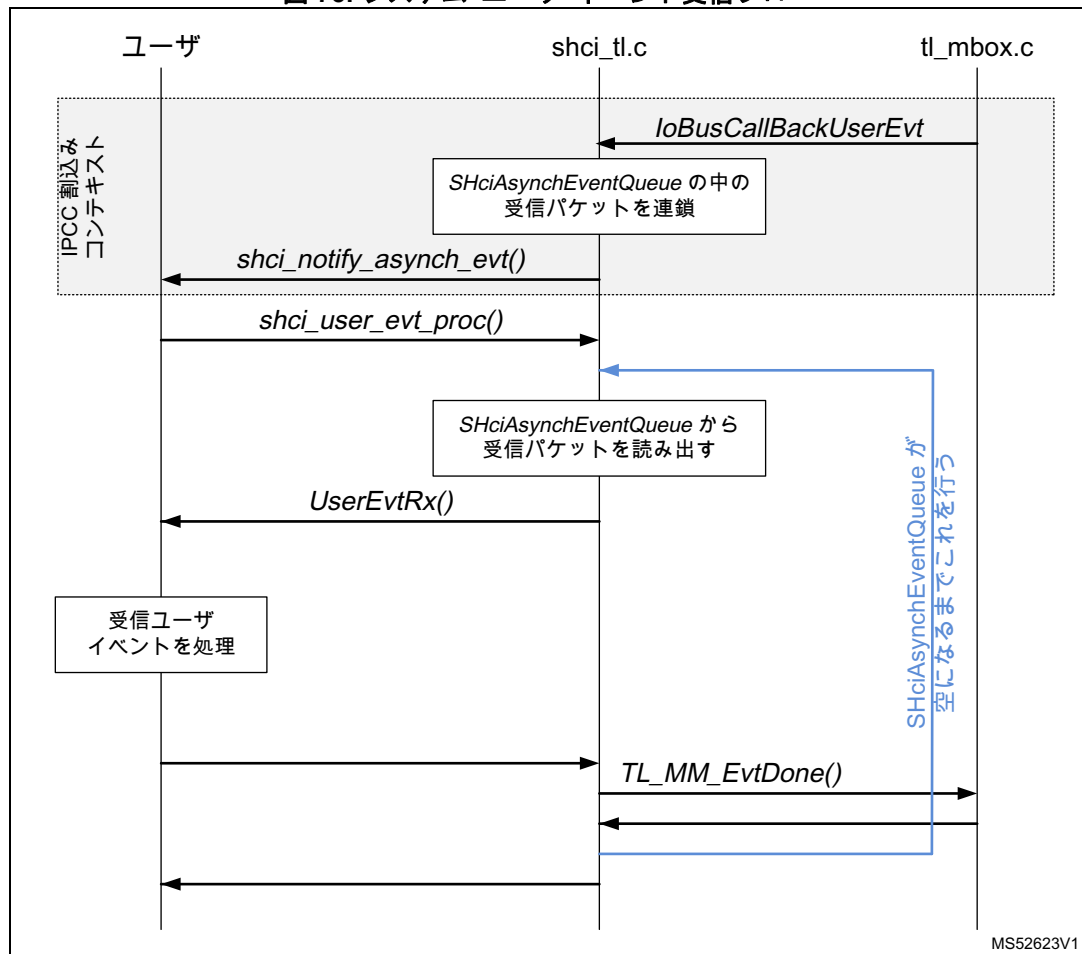 ユーザ
shci_tl.c
tl_mbox.c
IPCC 割込み
コンテキスト
IoBusCallBackUserEvt
SHciAsynchEventQueue の中の
受信パケットを連鎖
shci_notify_asynch_evt()
shci_user_evt_proc()
SHciAsynchEventQueue から
受信パケットを読み出す
UserEvtRx()
SHciAsynchEventQueue が
空になるまでこれを行う
受信ユーザ
イベントを処理
TL_MM_EvtDone()
MS52623V1